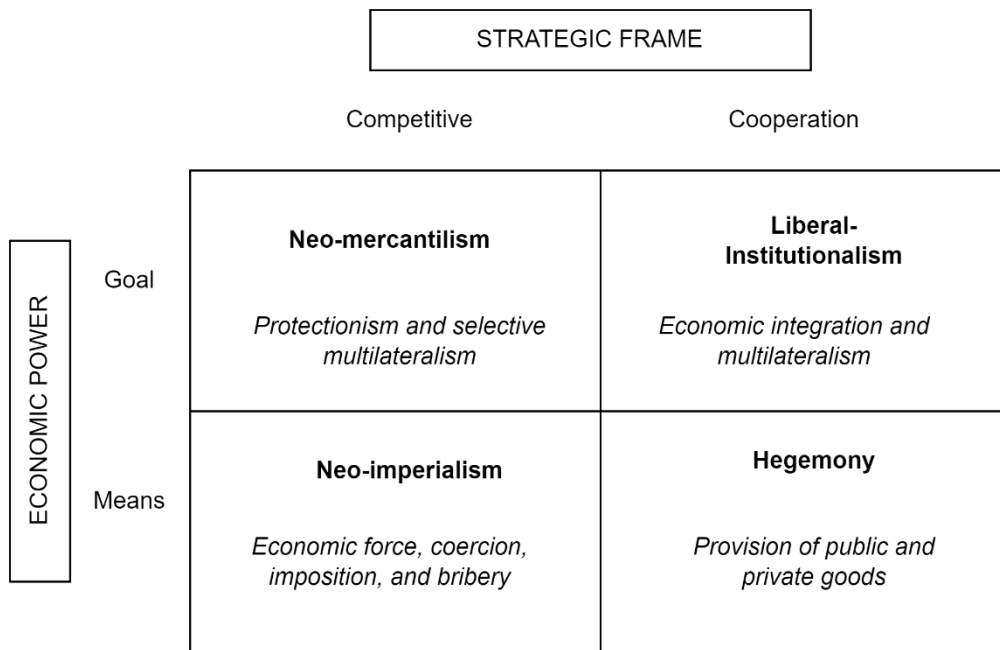 STRATEGIC FRAME
Competitive
Cooperation
ECONOMIC POWER
Goal
Neo-mercantilism
Protectionism and selective
multilateralism
Liberal-
Institutionalism
Economic integration and
multilateralism
Means
Neo-imperialism
Economic force, coercion,
imposition, and bribery
Hegemony
Provision of public and
private goods